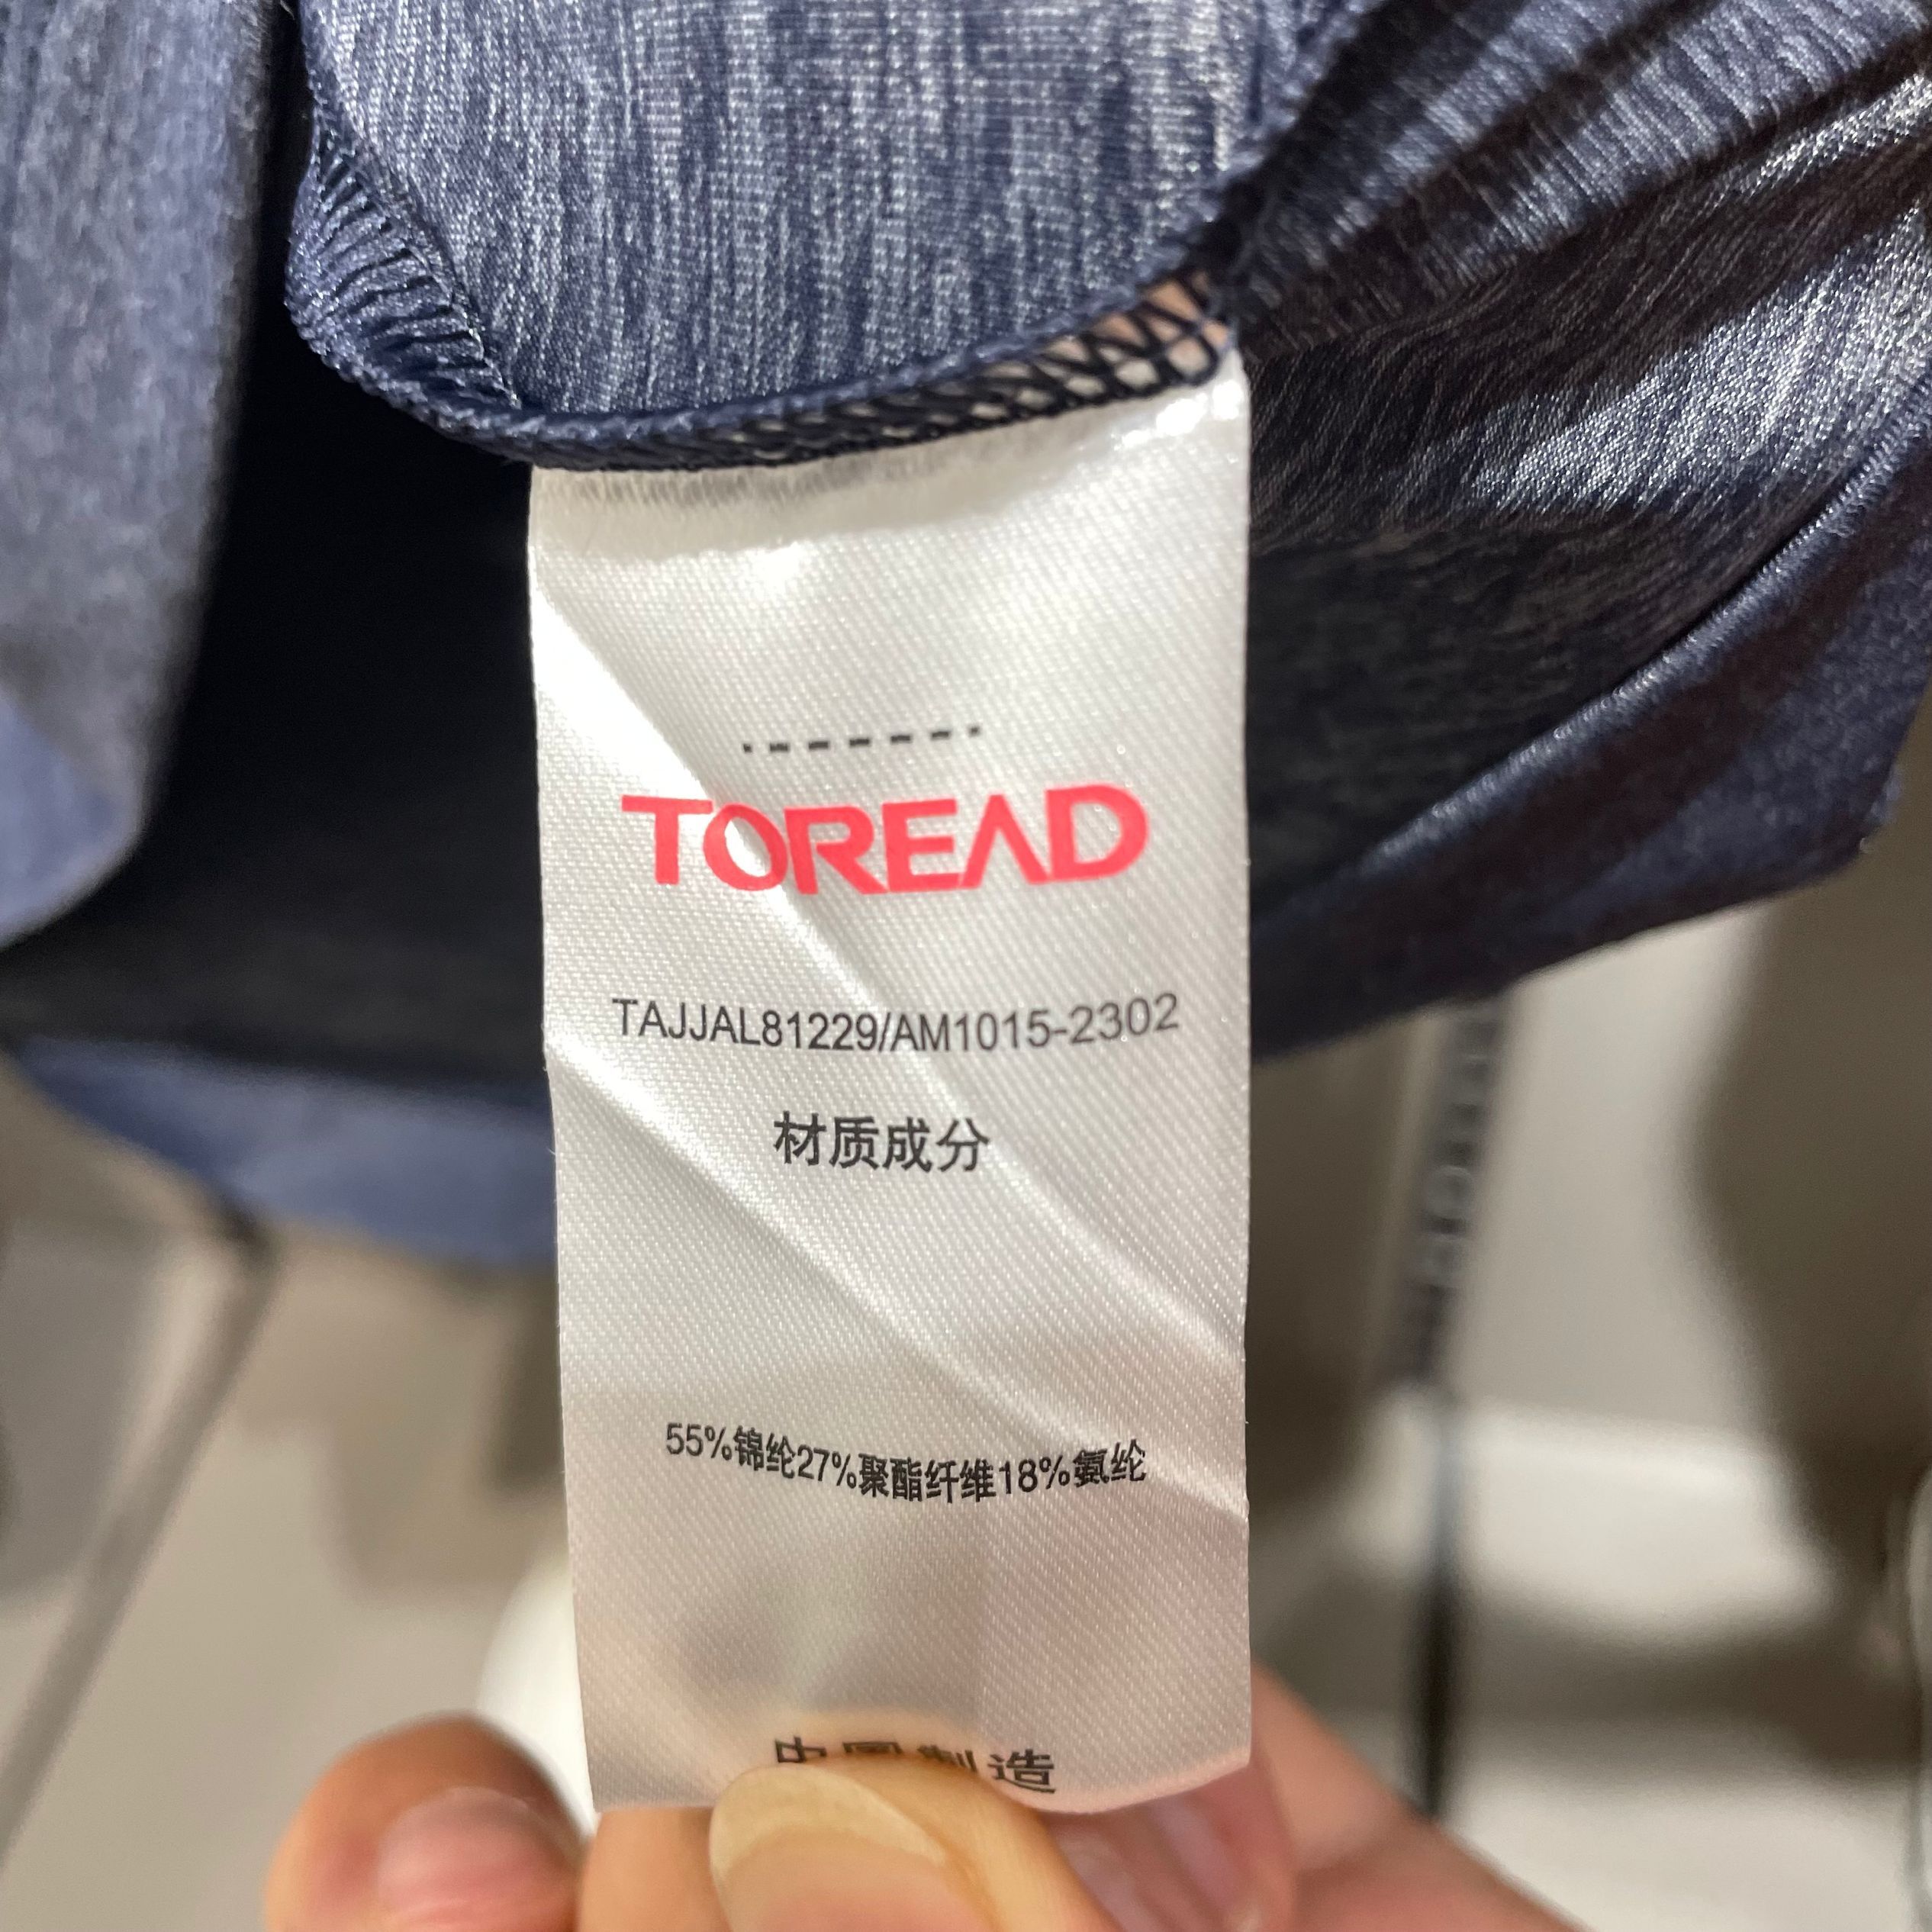 TOREAD
TAJJAL81229/AM1015-2302
材质成分
55%锦纶27%聚酯纤维18%氨纶
中国制造